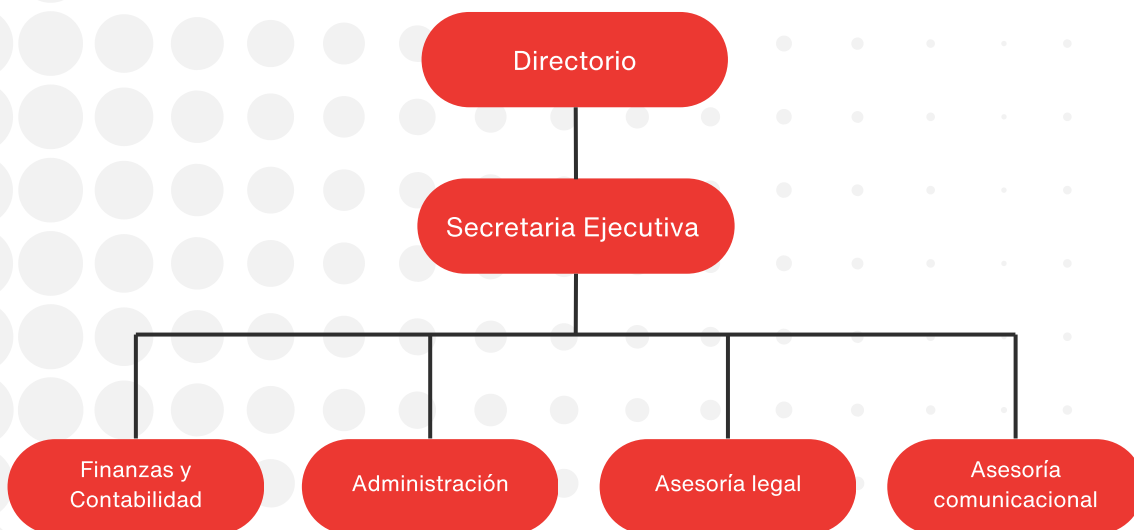 Directorio
Secretaria Ejecutiva
Finanzas y
Contabilidad
Administración
Asesoría legal
Asesoría
comunicacional